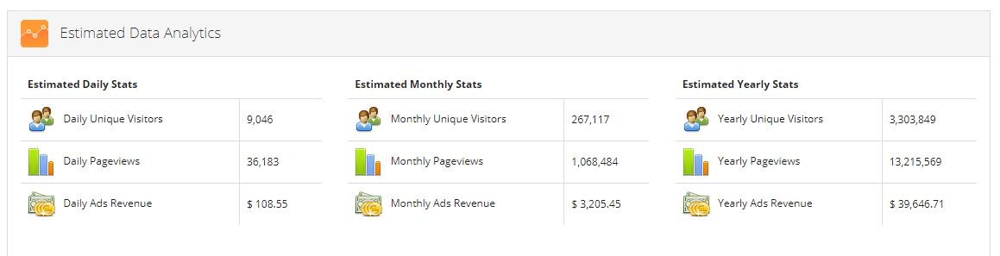 Estimated Data Analytics
Estimated Daily Stats
Daily Unique Visitors 9,046
Daily Pageviews 36,183
Daily Ads Revenue $ 108.55
Estimated Monthly Stats
Monthly Unique Visitors 267,117
Monthly Pageviews 1,068,484
Monthly Ads Revenue $ 3,205.45
Estimated Yearly Stats
Yearly Unique Visitors 3,303,849
Yearly Pageviews 13,215,569
Yearly Ads Revenue $ 39,646.71